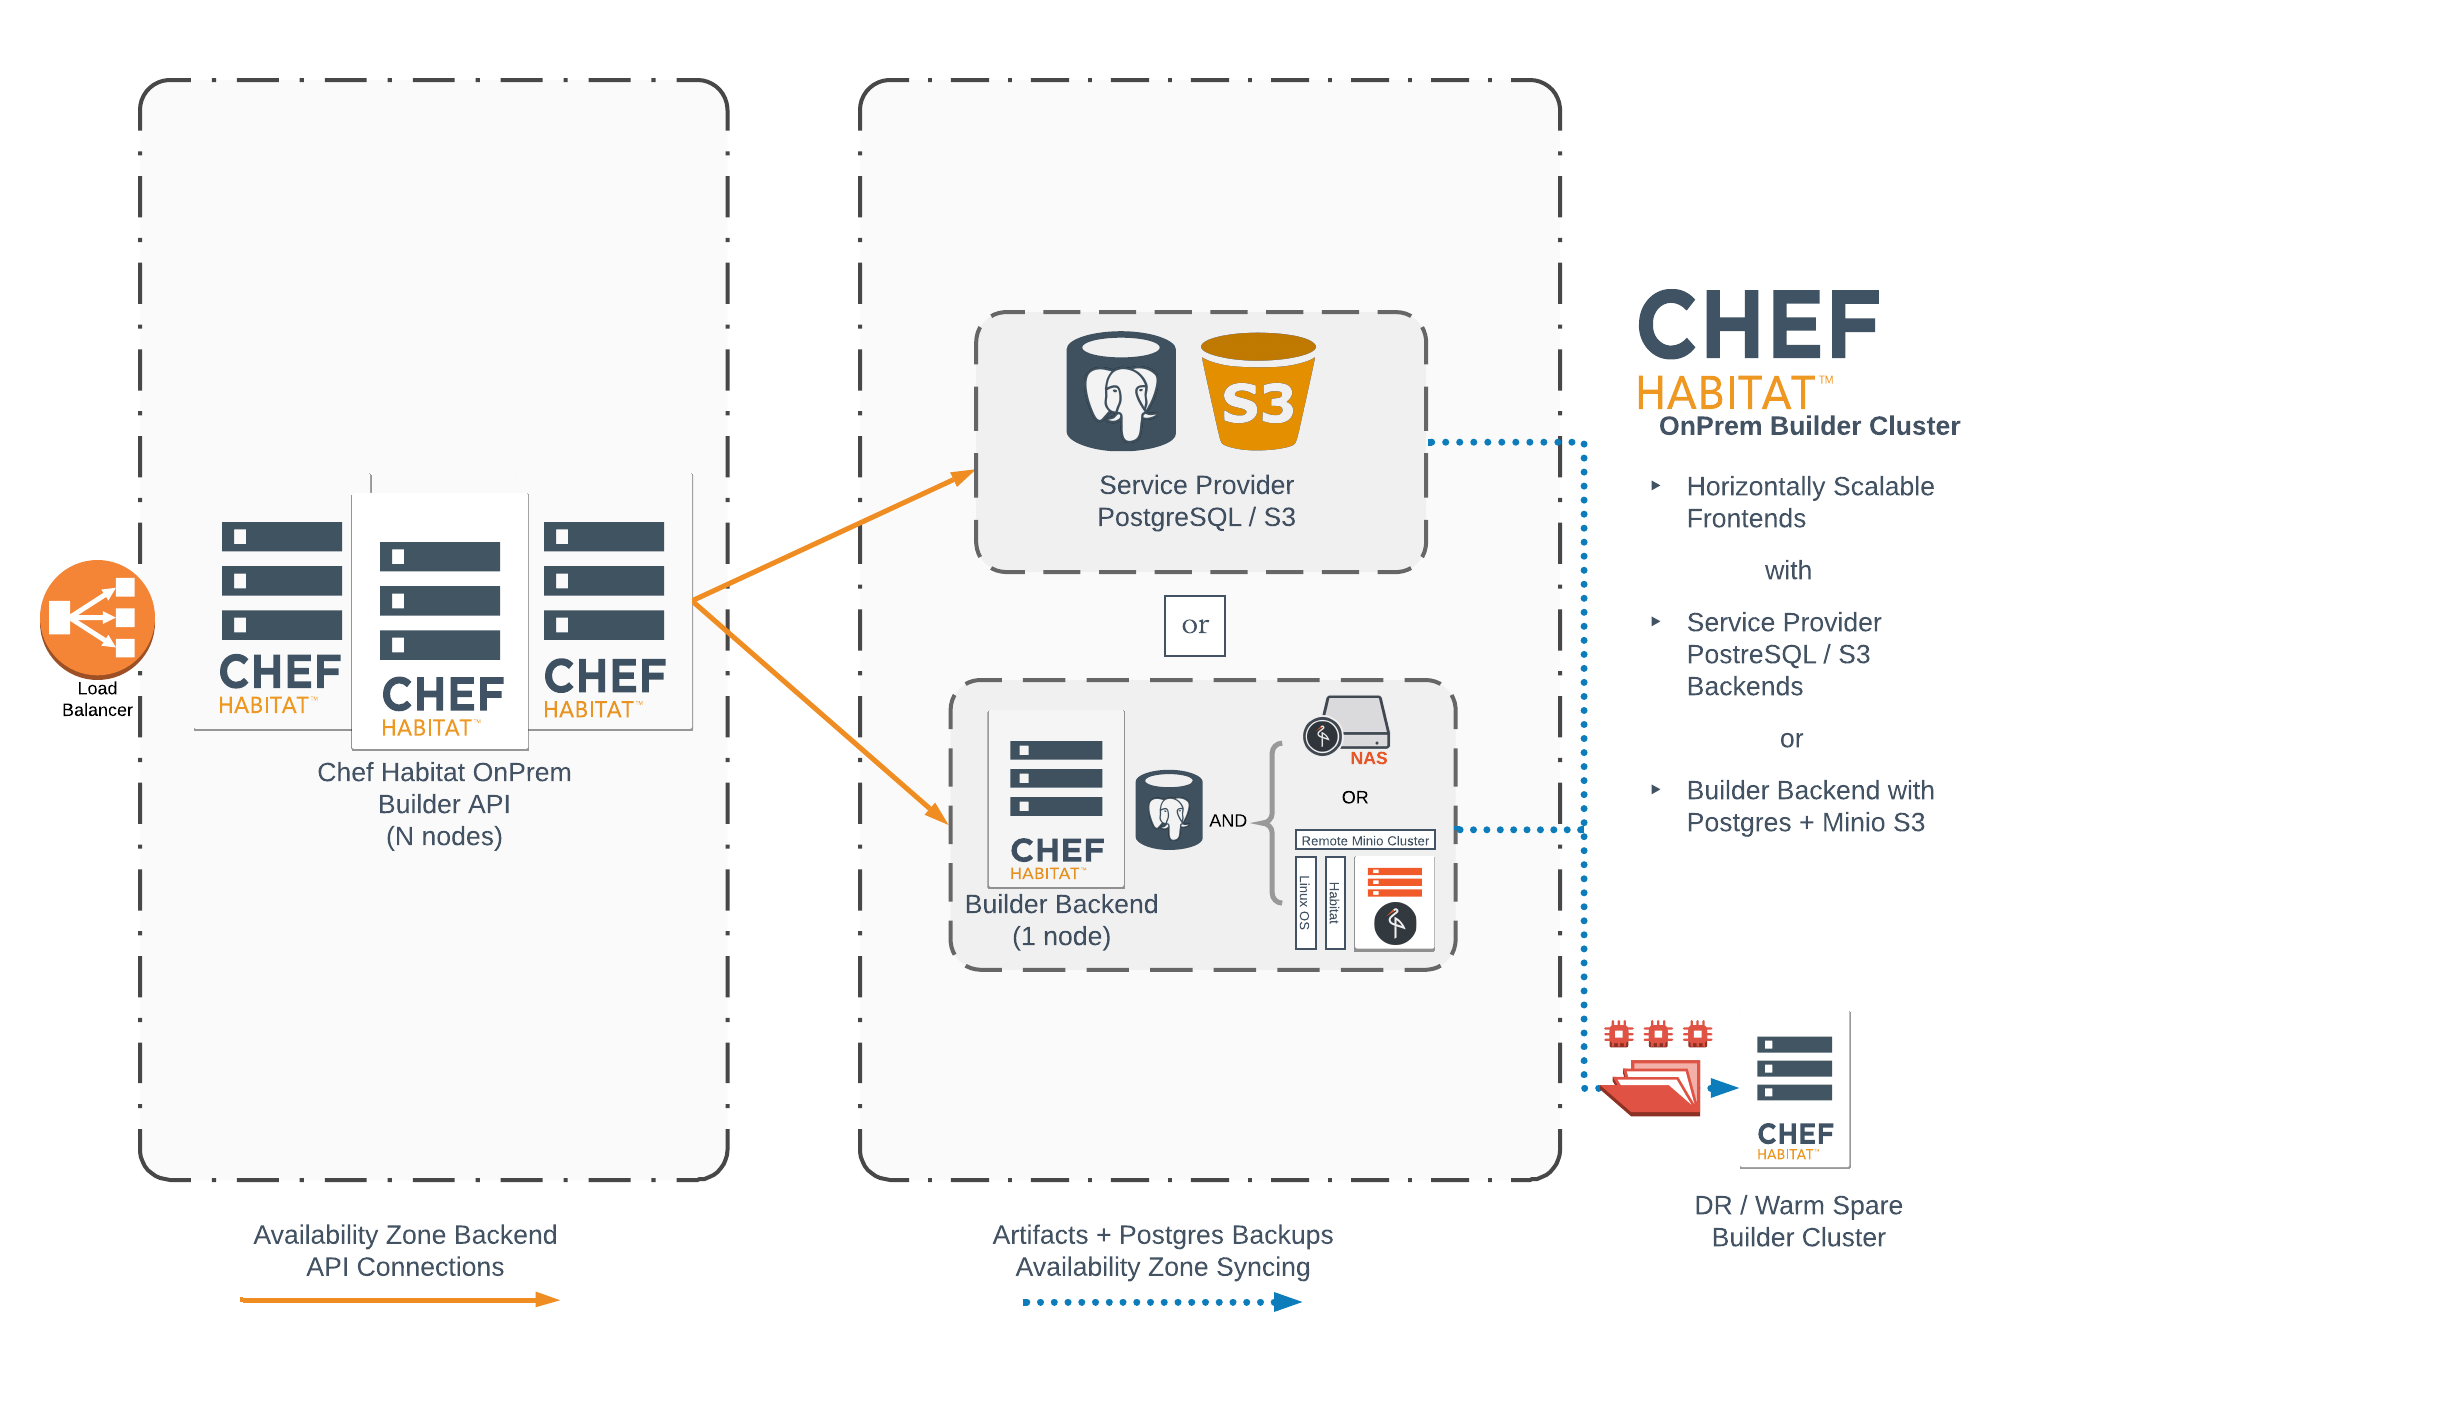 Load
Balancer
CHEF
HABITAT™
CHEF
HABITAT™
CHEF
HABITAT™
Chef Habitat OnPrem
Builder API
(N nodes)
S3
Service Provider
PostgreSQL / S3
or
CHEF
HABITAT™
Builder Backend
(1 node)
AND
NAS
OR
Remote Minio Cluster
Linux OS
Habitat
CHEF
HABITAT™
OnPrem Builder Cluster
‣ Horizontally Scalable
Frontends
with
‣ Service Provider
PostreSQL / S3
Backends
or
‣ Builder Backend with
Postgres + Minio S3
CHEF
HABITAT™
DR / Warm Spare
Builder Cluster
Availability Zone Backend
API Connections
Artifacts + Postgres Backups
Availability Zone Syncing